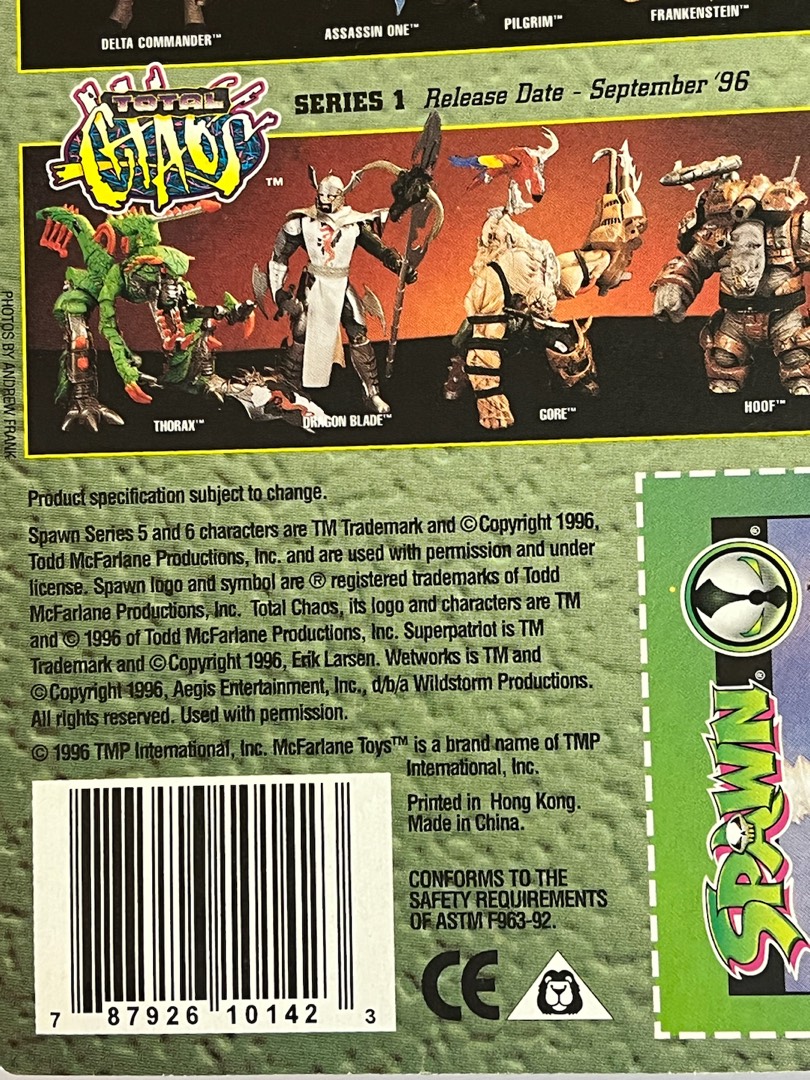 DELTA COMMANDER™
ASSASSIN ONE™
PILGRIM™
FRANKENSTEIN™
TOTAL
CHAOS
™
SERIES 1 Release Date - September '96
PHOTOS BY ANDREW FRANK
THORAX™
DRAGON BLADE™
GORE™
HOOF™
Product specification subject to change.
Spawn Series 5 and 6 characters are TM Trademark and ©Copyright 1996,
Todd McFarlane Productions, Inc. and are used with permission and under
license. Spawn logo and symbol are ® registered trademarks of Todd
McFarlane Productions, Inc. Total Chaos, its logo and characters are TM
and © 1996 of Todd McFarlane Productions, Inc. Superpatriot is TM
Trademark and ©Copyright 1996, Erik Larsen. Wetworks is TM and
©Copyright 1996, Aegis Entertainment, Inc., d/b/a Wildstorm Productions.
All rights reserved. Used with permission.
© 1996 TMP International, Inc. McFarlane Toys™ is a brand name of TMP
International, Inc.
Printed in Hong Kong.
Made in China.
CONFORMS TO THE
SAFETY REQUIREMENTS
OF ASTM F963-92.
CE
7 87926 10142 3
®
SPAWN®